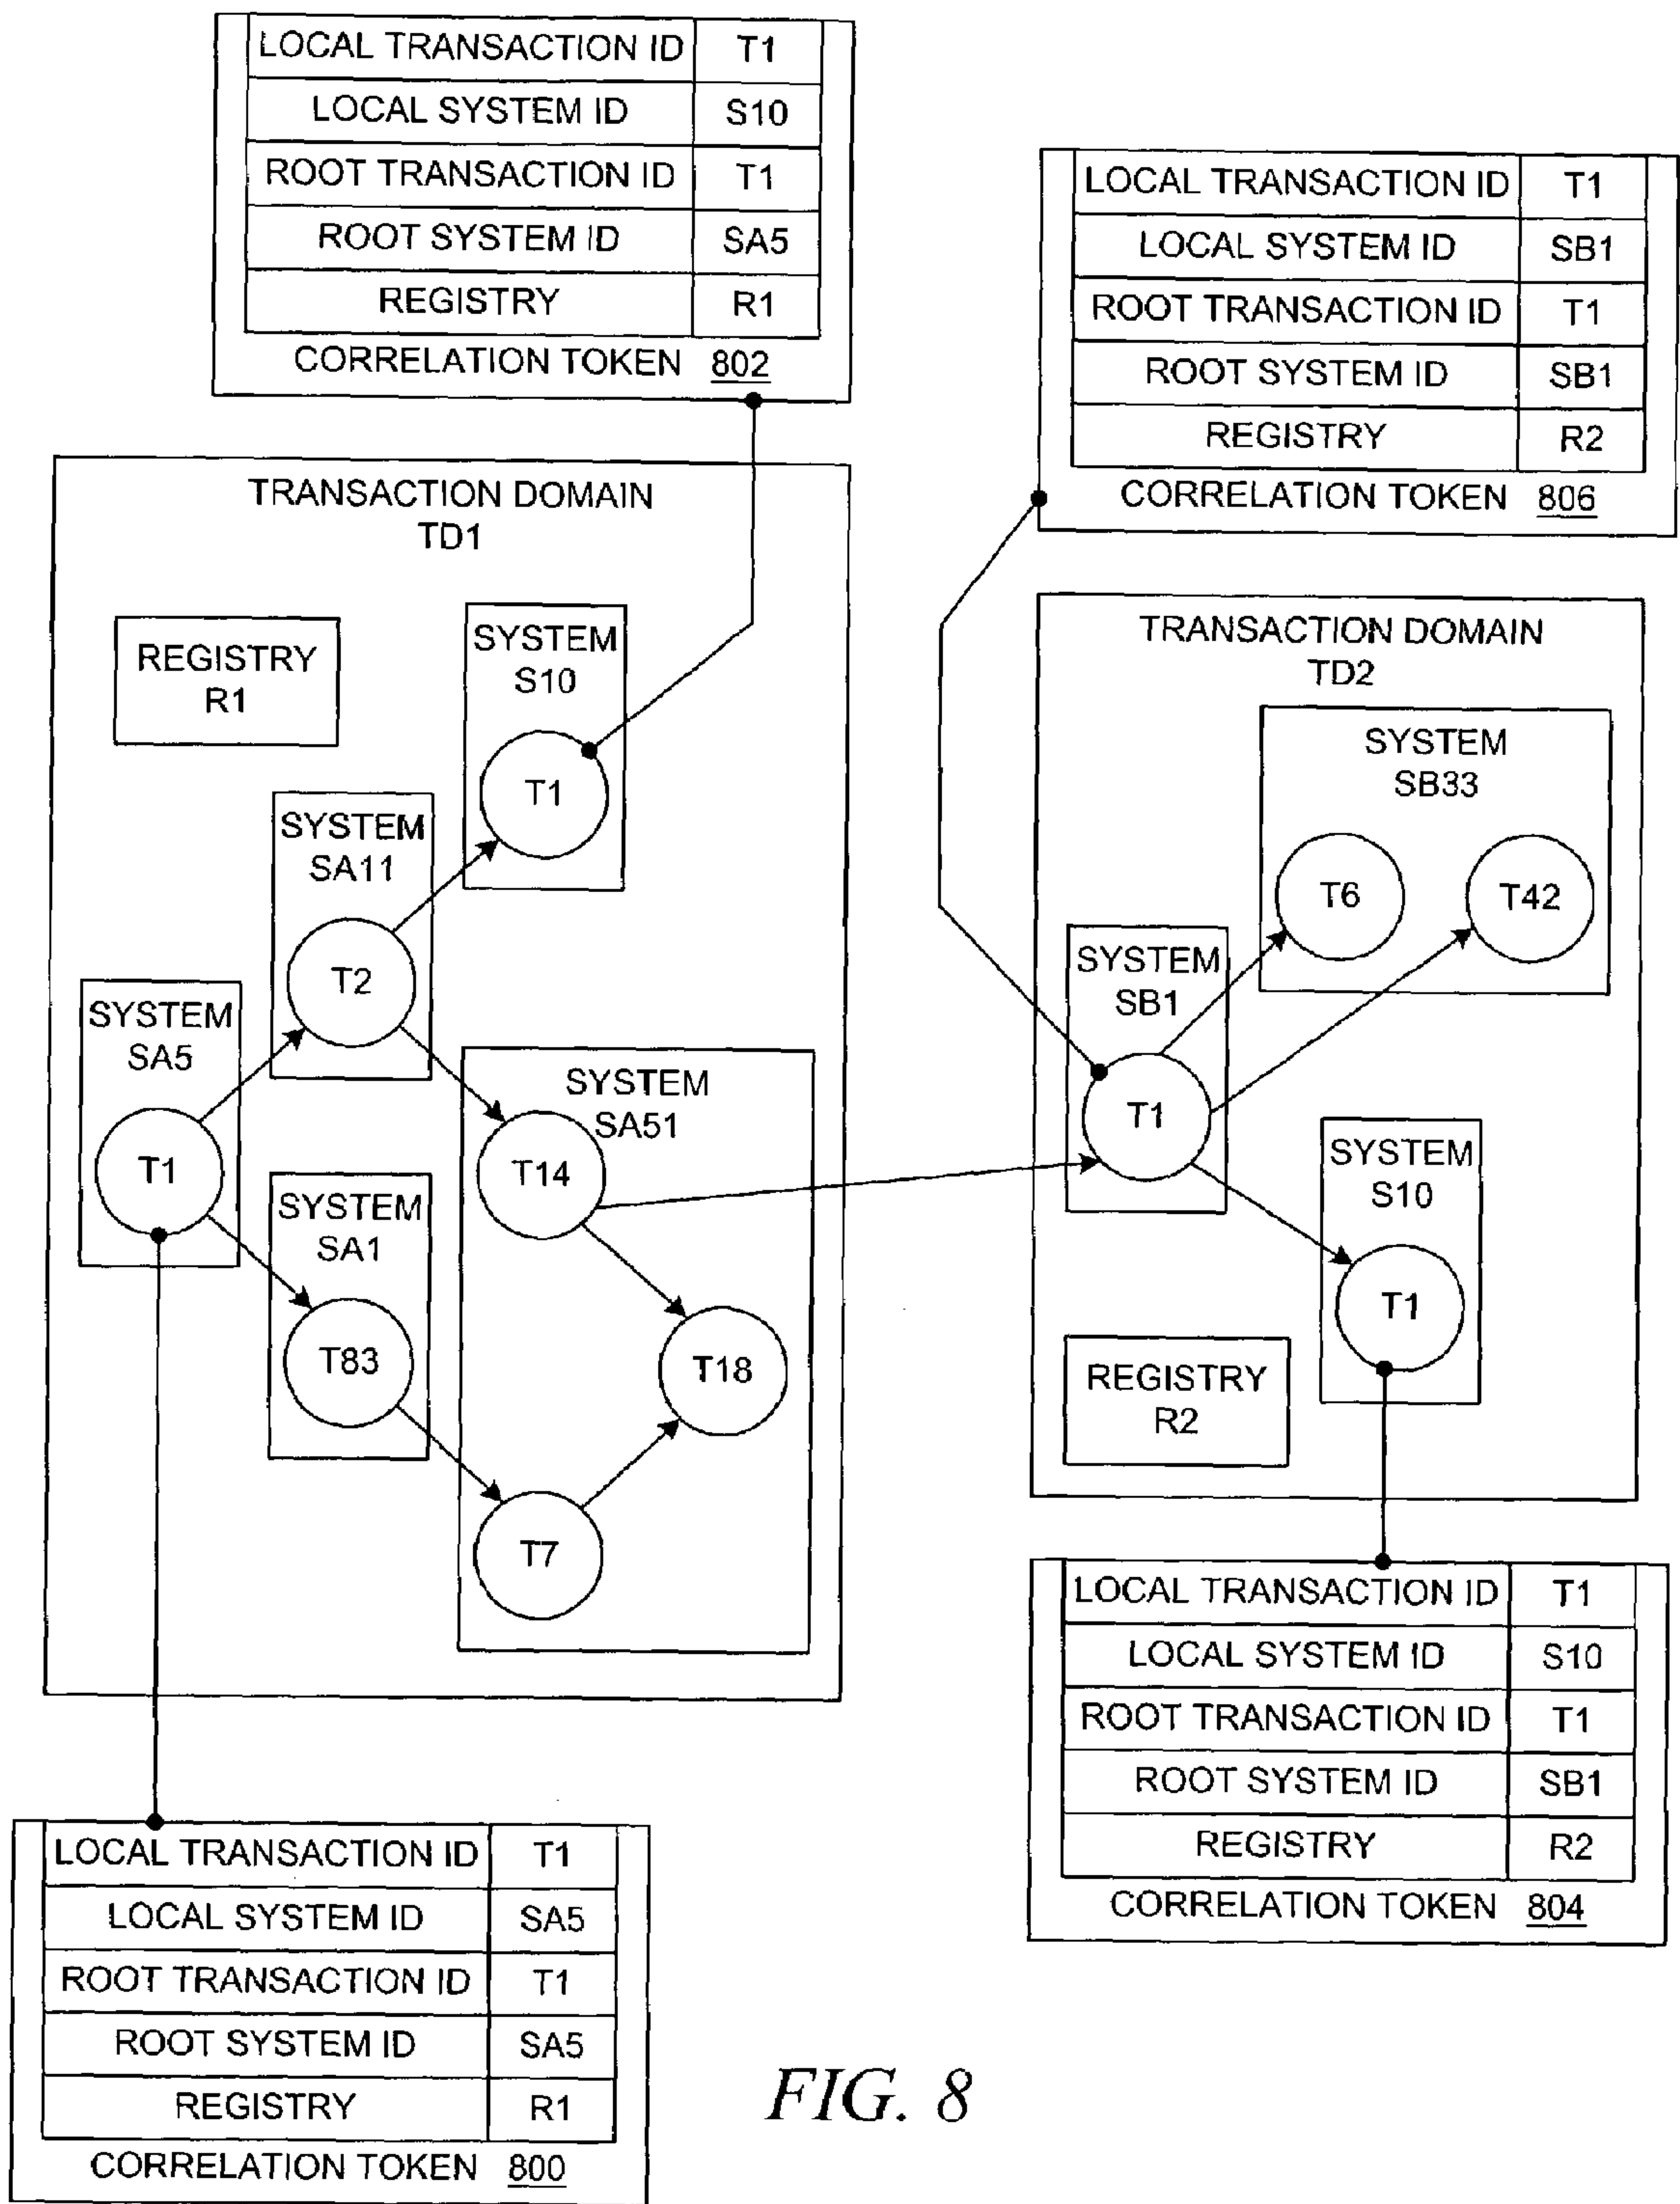 LOCAL TRANSACTION ID T1
LOCAL SYSTEM ID S10
ROOT TRANSACTION ID T1
ROOT SYSTEM ID SA5
REGISTRY R1
CORRELATION TOKEN 802
LOCAL TRANSACTION ID T1
LOCAL SYSTEM ID SB1
ROOT TRANSACTION ID T1
ROOT SYSTEM ID SB1
REGISTRY R2
CORRELATION TOKEN 806
TRANSACTION DOMAIN
TD1
REGISTRY
R1
SYSTEM
S10
T1
SYSTEM
SA11
T2
SYSTEM
SA5
T1
SYSTEM
SA1
T83
SYSTEM
SA51
T14
T18
T7
TRANSACTION DOMAIN
TD2
SYSTEM
SB33
T6
T42
SYSTEM
SB1
T1
SYSTEM
S10
T1
REGISTRY
R2
LOCAL TRANSACTION ID T1
LOCAL SYSTEM ID S10
ROOT TRANSACTION ID T1
ROOT SYSTEM ID SB1
REGISTRY R2
CORRELATION TOKEN 804
LOCAL TRANSACTION ID T1
LOCAL SYSTEM ID SA5
ROOT TRANSACTION ID T1
ROOT SYSTEM ID SA5
REGISTRY R1
CORRELATION TOKEN 800
FIG. 8